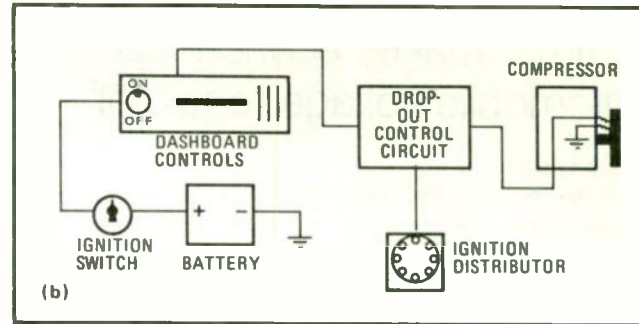 ON
OFF
DASHBOARD
CONTROLS
DROP-
OUT
CONTROL
CIRCUIT
COMPRESSOR
IGNITION
SWITCH
+ -
BATTERY
IGNITION
DISTRIBUTOR
(b)